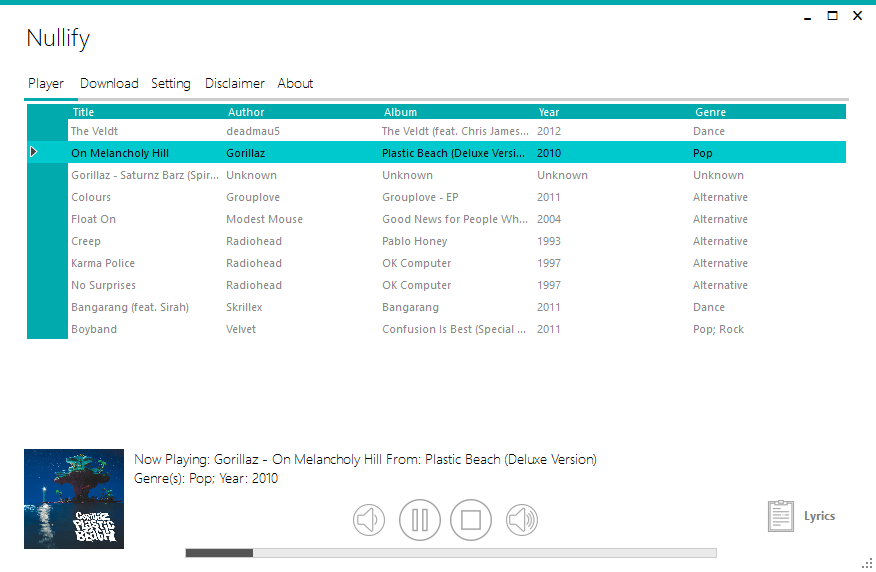 Nullify
Player Download Setting Disclaimer About
Title Author Album Year Genre
The Veldt deadmau5 The Veldt (feat. Chris James... 2012 Dance
On Melancholy Hill Gorillaz Plastic Beach (Deluxe Versi... 2010 Pop
Gorillaz - Saturnz Barz (Spir... Unknown Unknown Unknown Unknown
Colours Grouplove Grouplove - EP 2011 Alternative
Float On Modest Mouse Good News for People Wh... 2004 Alternative
Creep Radiohead Pablo Honey 1993 Alternative
Karma Police Radiohead OK Computer 1997 Alternative
No Surprises Radiohead OK Computer 1997 Alternative
Bangarang (feat. Sirah) Skrillex Bangarang 2011 Dance
Boyband Velvet Confusion Is Best (Special ... 2011 Pop; Rock
Now Playing: Gorillaz - On Melancholy Hill From: Plastic Beach (Deluxe Version)
Genre(s): Pop; Year: 2010
Gorillaz
Plastic
Beach
Lyrics